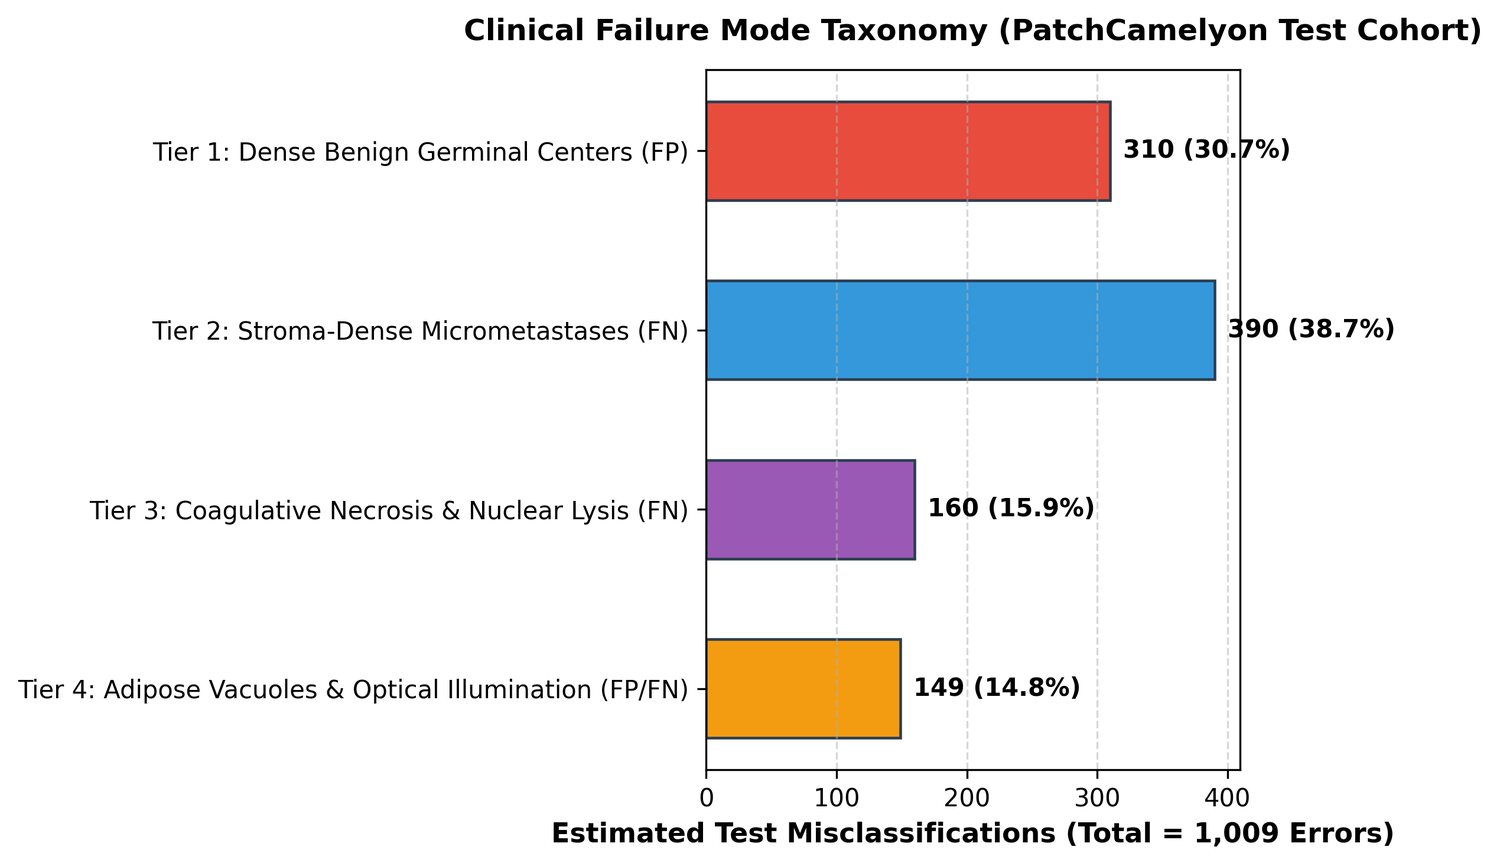 Clinical Failure Mode Taxonomy (PatchCamelyon Test Cohort)
Tier 1: Dense Benign Germinal Centers (FP)
310 (30.7%)
Tier 2: Stroma-Dense Micrometastases (FN)
390 (38.7%)
Tier 3: Coagulative Necrosis & Nuclear Lysis (FN)
160 (15.9%)
Tier 4: Adipose Vacuoles & Optical Illumination (FP/FN)
149 (14.8%)
0 100 200 300 400
Estimated Test Misclassifications (Total = 1,009 Errors)